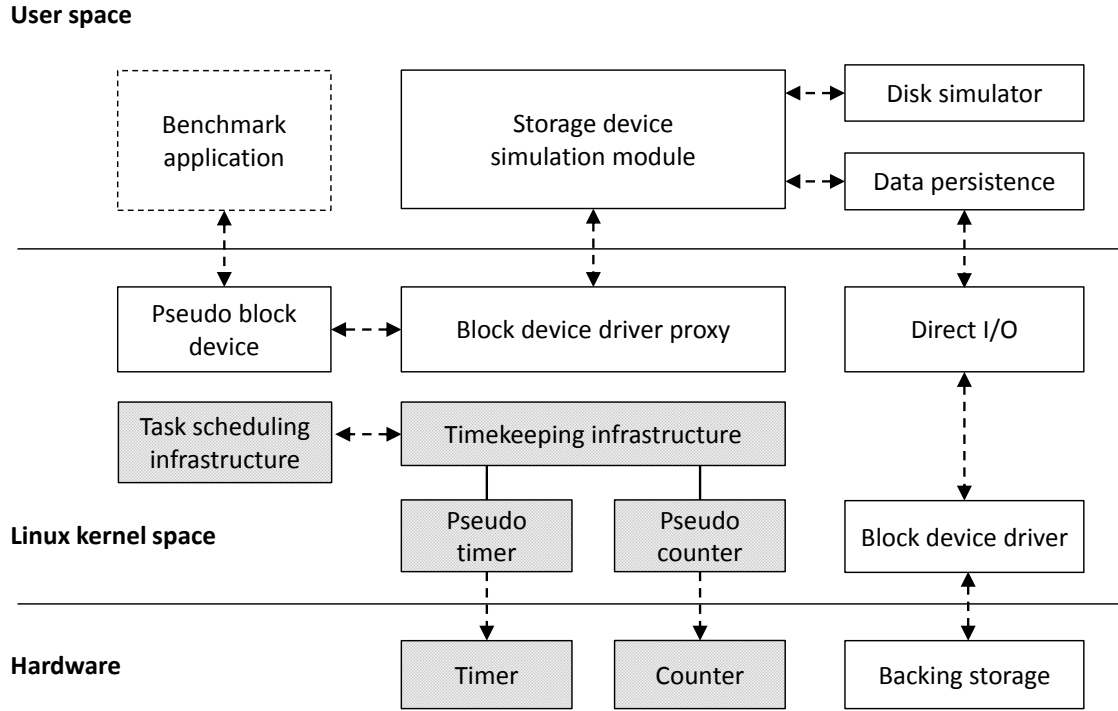 User space
Benchmark
application
Storage device
simulation module
Disk simulator
Data persistence
Pseudo block
device
Block device driver proxy
Direct I/O
Task scheduling
infrastructure
Timekeeping infrastructure
Linux kernel space
Pseudo
timer
Pseudo
counter
Block device driver
Hardware
Timer
Counter
Backing storage